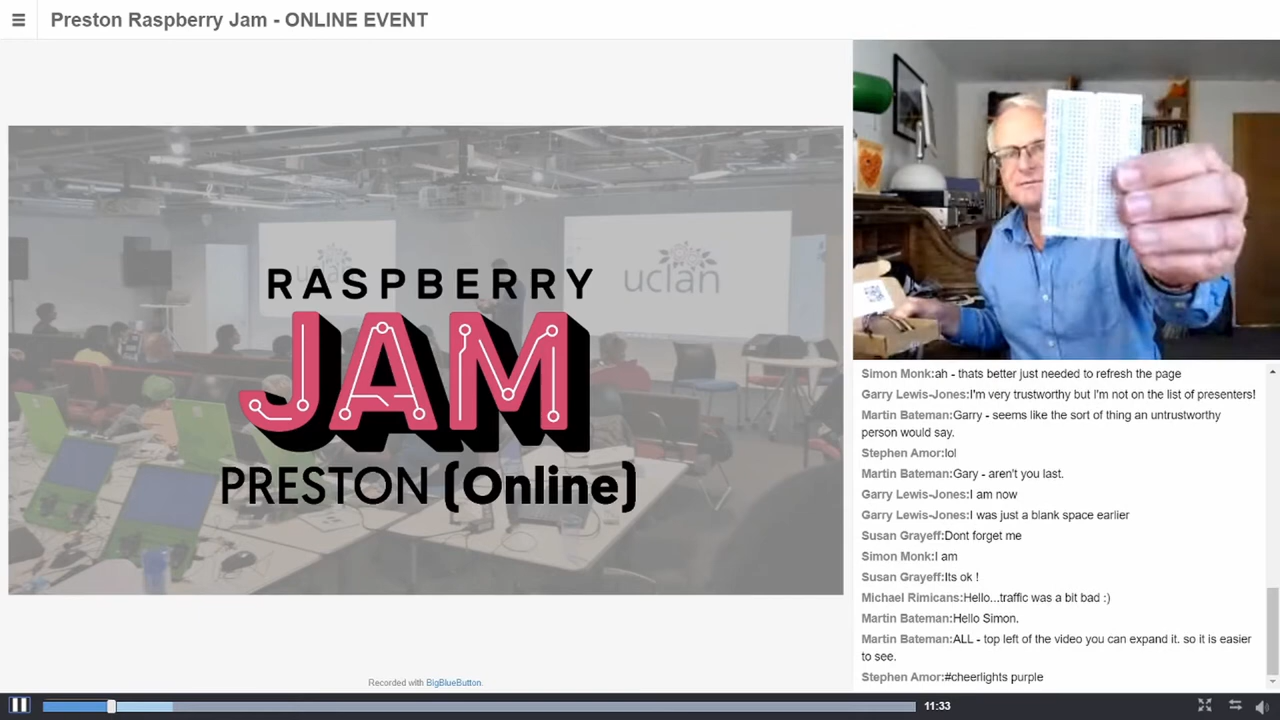 Preston Raspberry Jam - ONLINE EVENT
uclan
uclan
RASPBERRY
JAM
PRESTON (Online)
Recorded with BigBlueButton.
Simon Monk:ah - thats better just needed to refresh the page
Garry Lewis-Jones:I'm very trustworthy but I'm not on the list of presenters!
Martin Bateman:Garry - seems like the sort of thing an untrustworthy
person would say.
Stephen Amor:lol
Martin Bateman:Gary - aren't you last.
Garry Lewis-Jones:I am now
Garry Lewis-Jones:I was just a blank space earlier
Susan Grayeff:Dont forget me
Simon Monk:I am
Susan Grayeff:Its ok !
Michael Rimicans:Hello...traffic was a bit bad :)
Martin Bateman:Hello Simon.
Martin Bateman:ALL - top left of the video you can expand it. so it is easier
to see.
Stephen Amor:#cheerlights purple
11:33